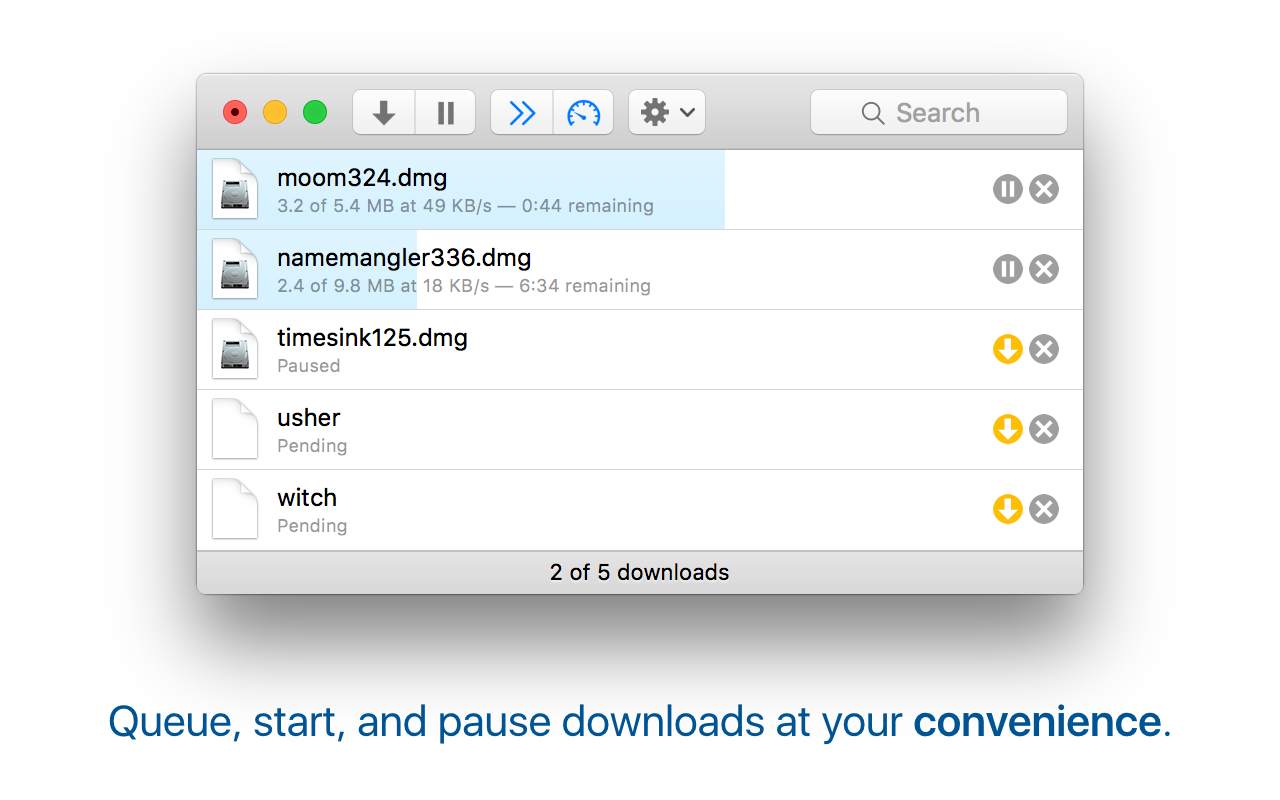 Search
moom324.dmg
3.2 of 5.4 MB at 49 KB/s — 0:44 remaining
namemangler336.dmg
2.4 of 9.8 MB at 18 KB/s — 6:34 remaining
timesink125.dmg
Paused
usher
Pending
witch
Pending
2 of 5 downloads
Queue, start, and pause downloads at your convenience.